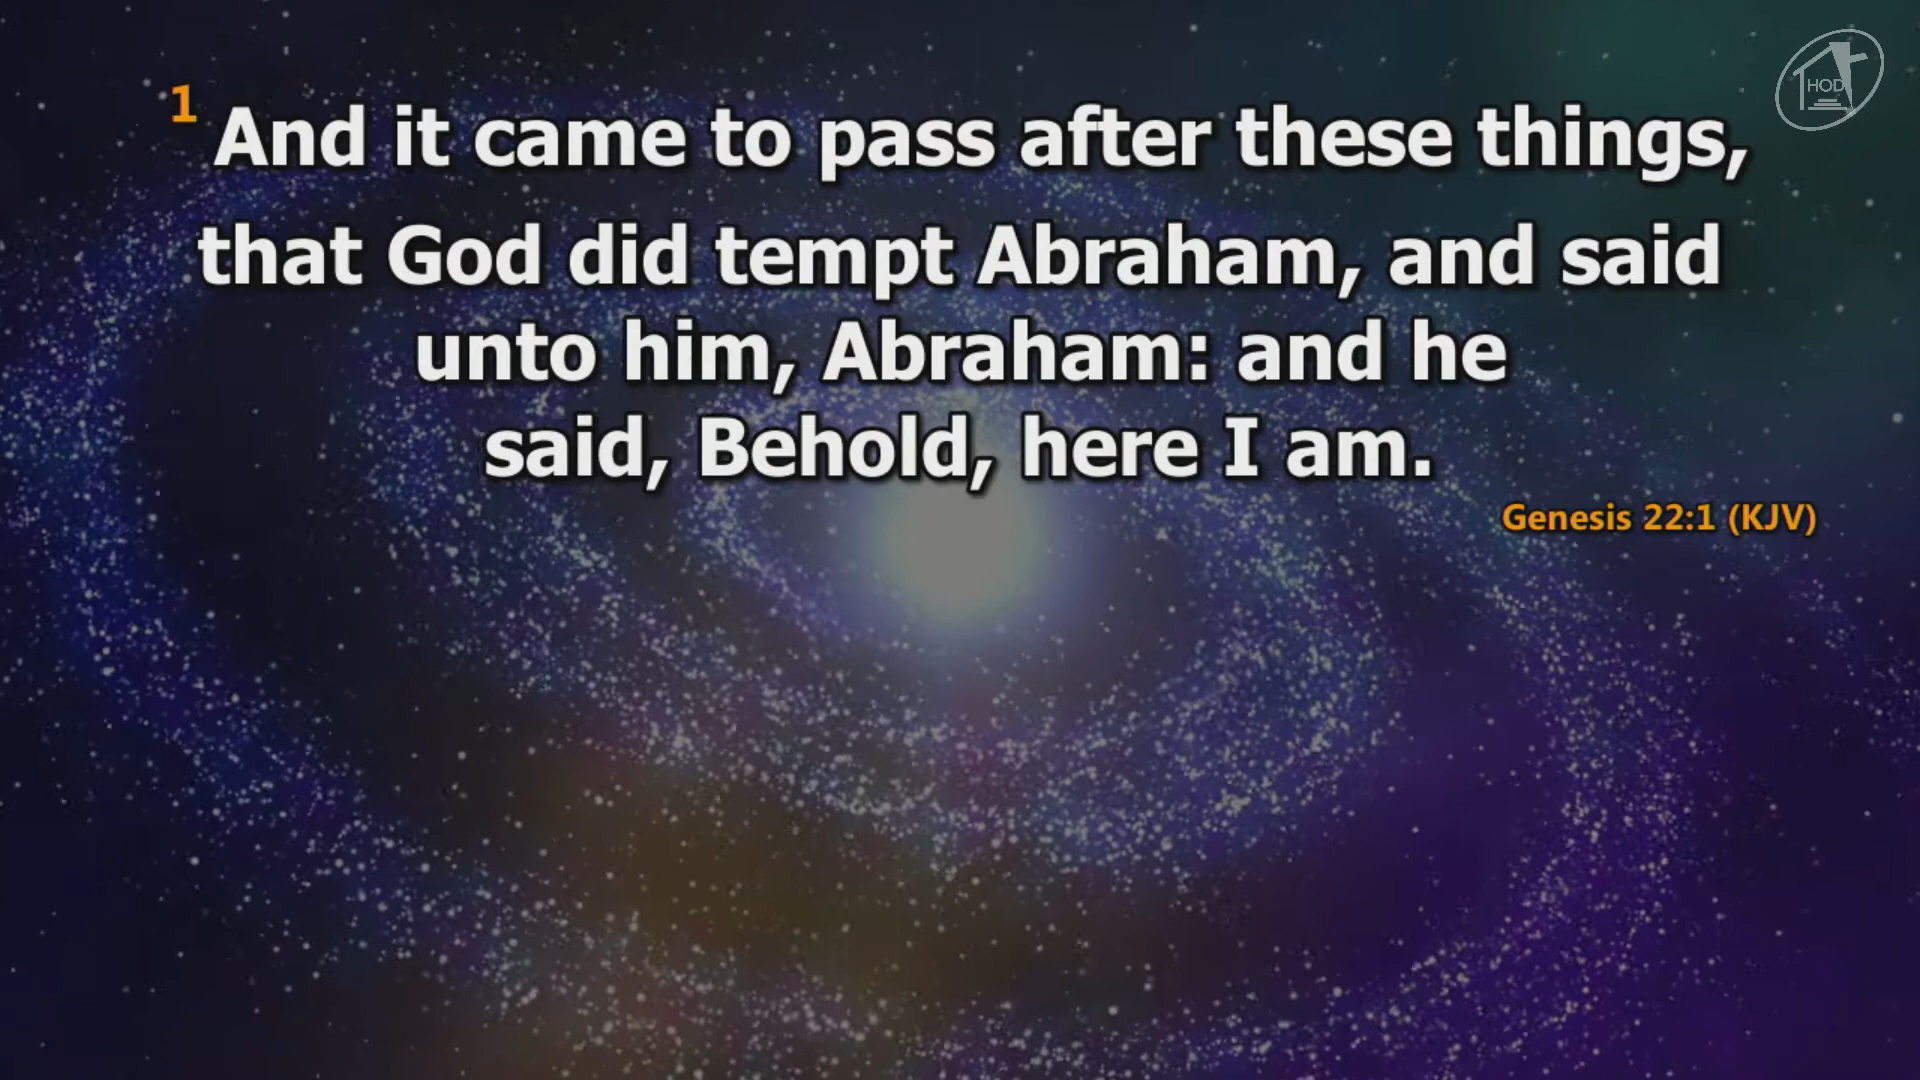 HOD
1 And it came to pass after these things,
that God did tempt Abraham, and said
unto him, Abraham: and he
said, Behold, here I am.
Genesis 22:1 (KJV)